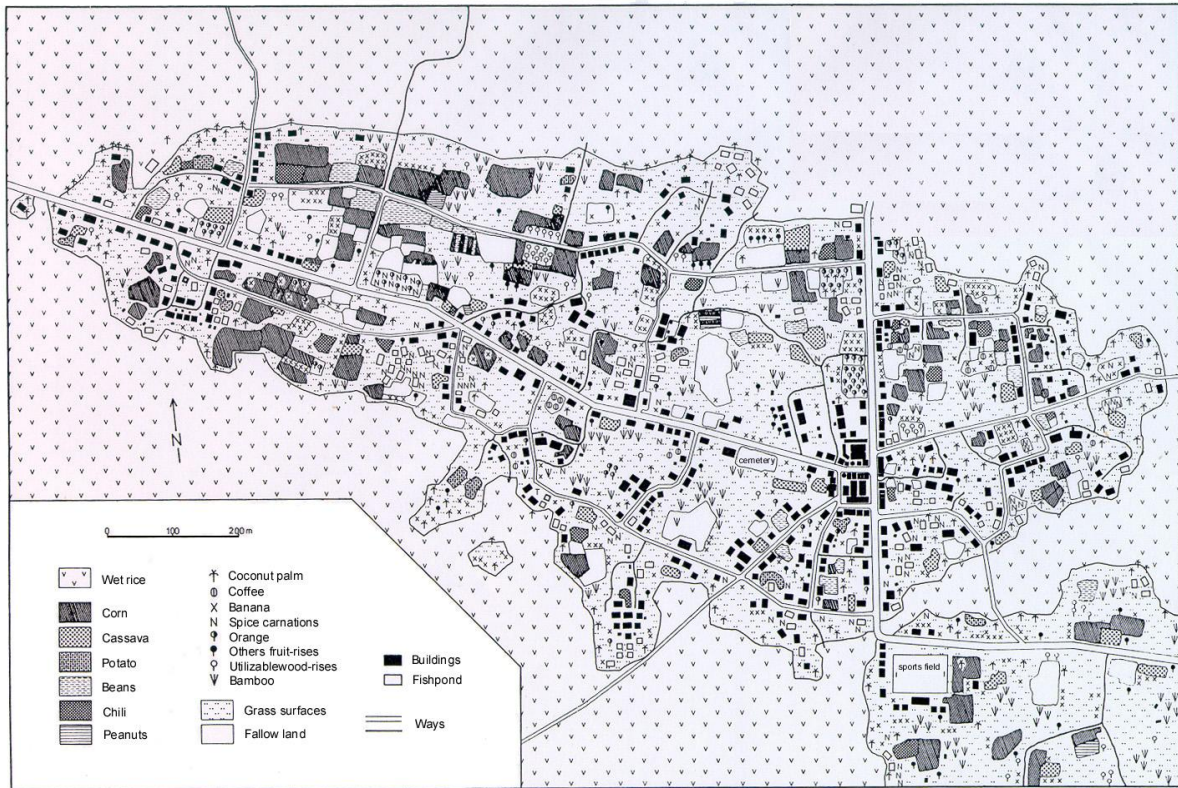 cemetery
N
sports field
0 100 200 m
Wet rice
Corn
Cassava
Potato
Beans
Chili
Peanuts
Coconut palm
Coffee
Banana
Spice carnations
Orange
Others fruit-rises
Utilizablewood-rises
Bamboo
Grass surfaces
Fallow land
Buildings
Fishpond
Ways